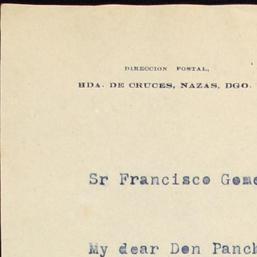 DIRECCION POSTAL,
HDA. DE CRUCES, NAZAS, DGO.
Sr Francisco Gome
My dear Don Panch